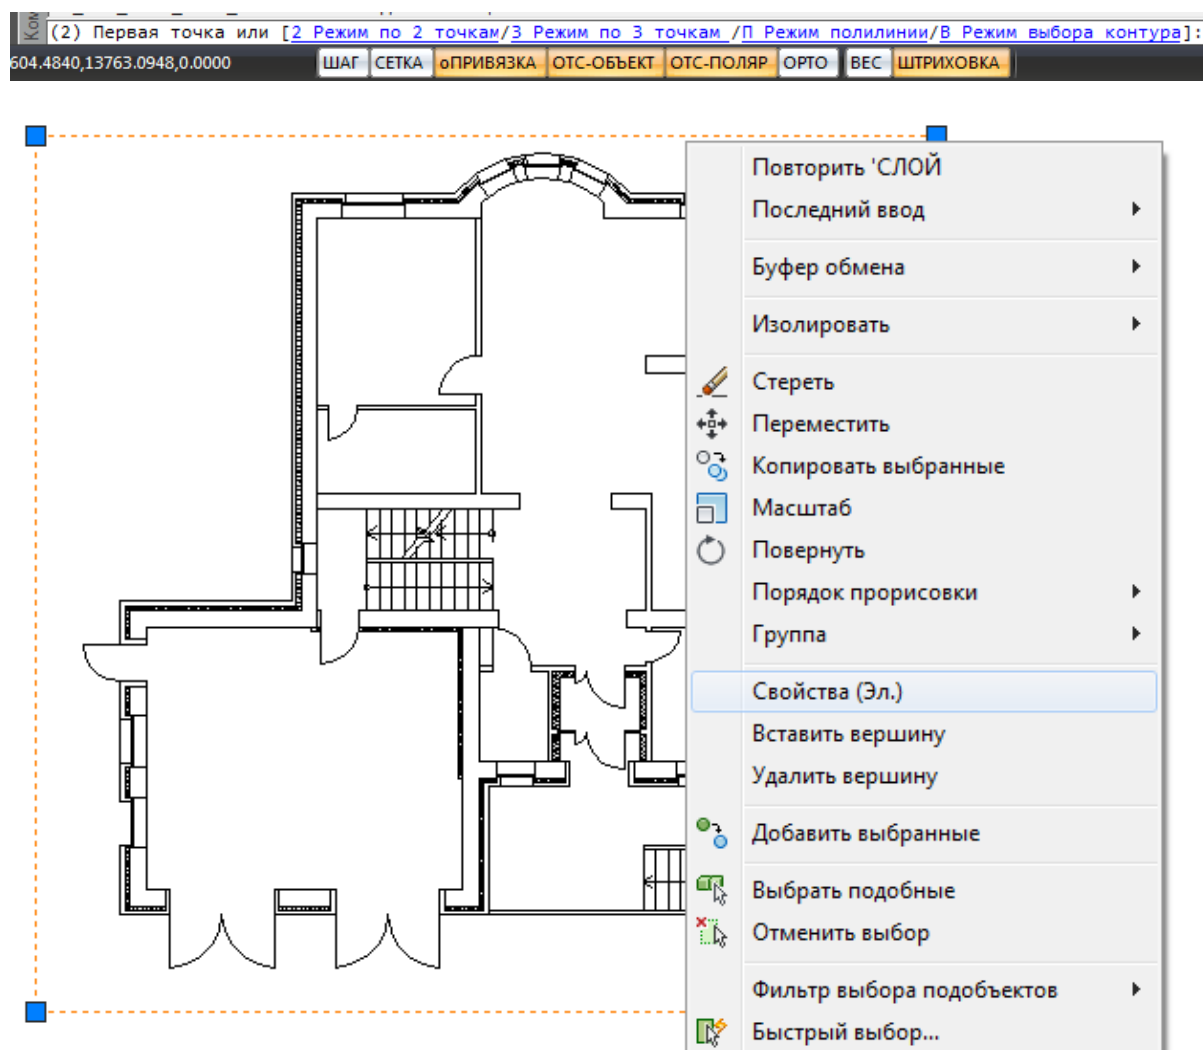 Ком
(2) Первая точка или [2 Режим по 2 точкам/3 Режим по 3 точкам /П Режим полилинии/В Режим выбора контура]:
604.4840,13763.0948,0.0000 ШАГ СЕТКА оПРИВЯЗКА ОТС-ОБЪЕКТ ОТС-ПОЛЯР ОРТО ВЕС ШТРИХОВКА
Повторить 'СЛОЙ
Последний ввод
Буфер обмена
Изолировать
Стереть
Переместить
Копировать выбранные
Масштаб
Повернуть
Порядок прорисовки
Группа
Свойства (Эл.)
Вставить вершину
Удалить вершину
Добавить выбранные
Выбрать подобные
Отменить выбор
Фильтр выбора подобъектов
Быстрый выбор...